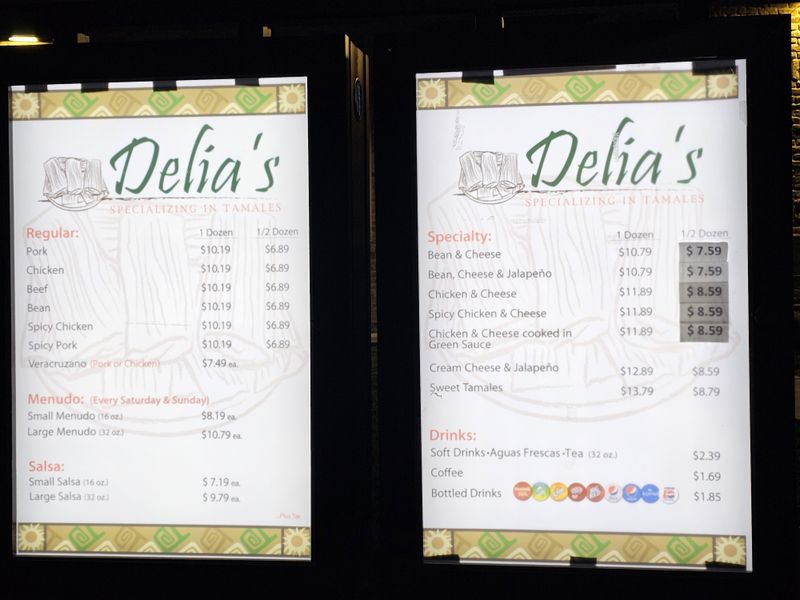 Delia's
SPECIALIZING IN TAMALES
Regular: 1 Dozen 1/2 Dozen
Pork $10.19 $6.89
Chicken $10.19 $6.89
Beef $10.19 $6.89
Bean $10.19 $6.89
Spicy Chicken $10.19 $6.89
Spicy Pork $10.19 $6.89
Veracruzano (Pork or Chicken) $7.49 ea.
Menudo: (Every Saturday & Sunday)
Small Menudo (16 oz.) $8.19 ea.
Large Menudo (32 oz.) $10.79 ea.
Salsa:
Small Salsa (16 oz.) $ 7.19 ea.
Large Salsa (32 oz.) $ 9.79 ea.
...Plus Tax
Delia's
SPECIALIZING IN TAMALES
Specialty: 1 Dozen 1/2 Dozen
Bean & Cheese $10.79 $ 7.59
Bean, Cheese & Jalapeño $10.79 $ 7.59
Chicken & Cheese $11.89 $ 8.59
Spicy Chicken & Cheese $11.89 $ 8.59
Chicken & Cheese cooked in $11.89 $ 8.59
Green Sauce
Cream Cheese & Jalapeño $12.89 $8.59
Sweet Tamales $13.79 $8.79
Drinks:
Soft Drinks•Aguas Frescas•Tea (32 oz.) $2.39
Coffee $1.69
Bottled Drinks $1.85